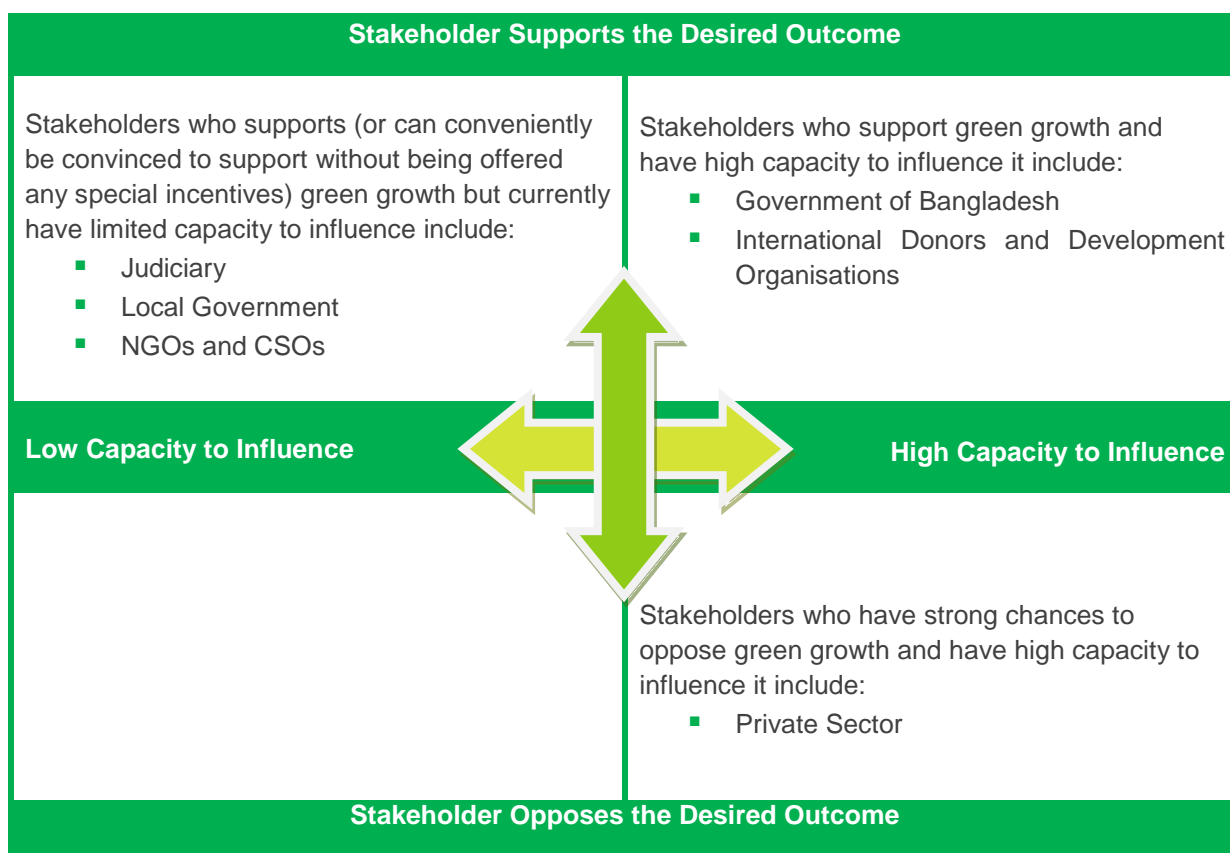 Stakeholder Supports the Desired Outcome
Stakeholders who supports (or can conveniently
be convinced to support without being offered
any special incentives) green growth but currently
have limited capacity to influence include:
▪ Judiciary
▪ Local Government
▪ NGOs and CSOs
Stakeholders who support green growth and
have high capacity to influence it include:
▪ Government of Bangladesh
▪ International Donors and Development
Organisations
Low Capacity to Influence
High Capacity to Influence
Stakeholders who have strong chances to
oppose green growth and have high capacity to
influence it include:
▪ Private Sector
Stakeholder Opposes the Desired Outcome